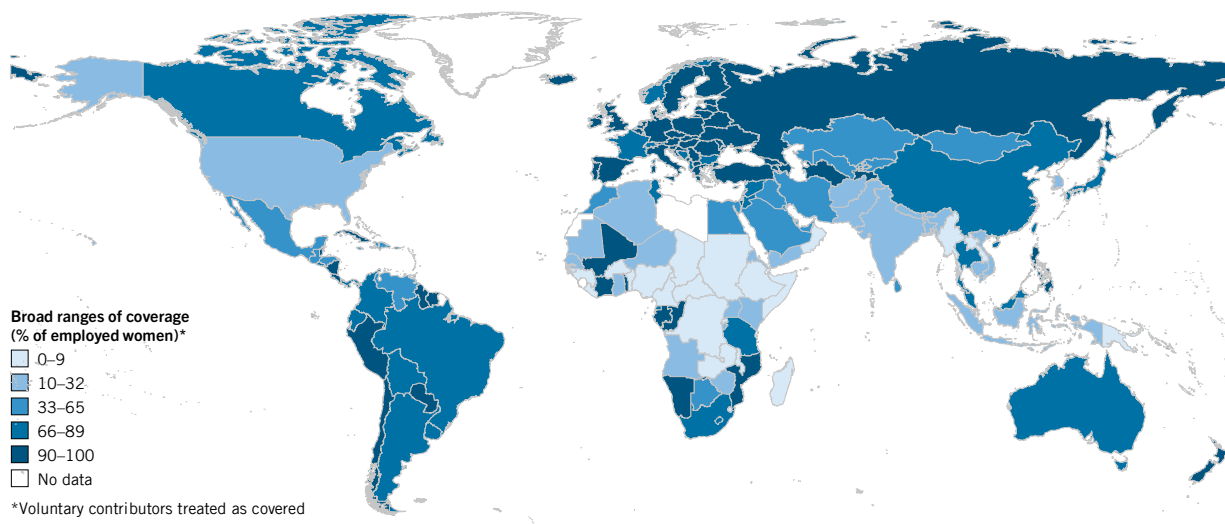 Broad ranges of coverage
(% of employed women)*
0–9
10–32
33–65
66–89
90–100
No data
*Voluntary contributors treated as covered